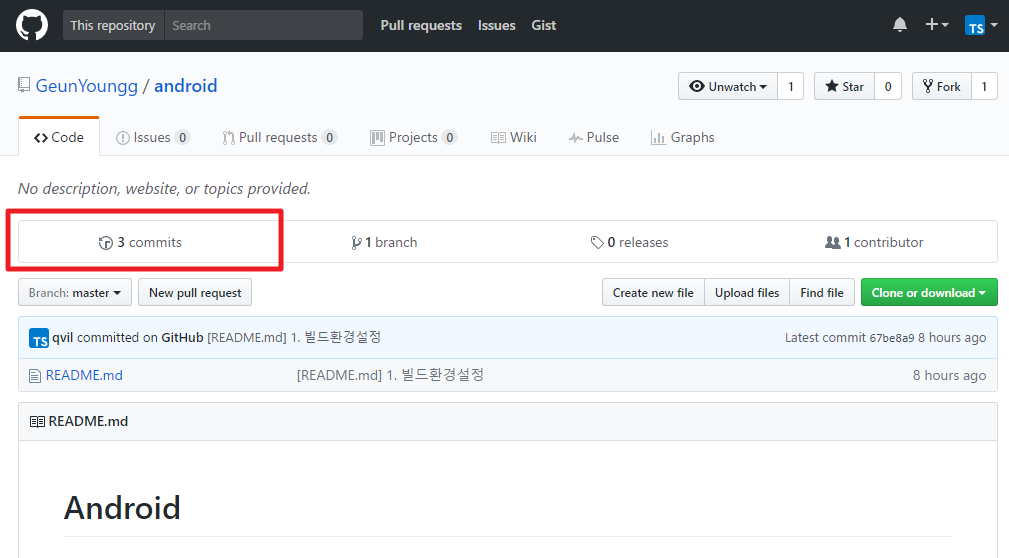 This repository Search Pull requests Issues Gist
GeunYoungg / android Unwatch 1 Star 0 Fork 1
Code Issues 0 Pull requests 0 Projects 0 Wiki Pulse Graphs
No description, website, or topics provided.
3 commits 1 branch 0 releases 1 contributor
Branch: master New pull request Create new file Upload files Find file Clone or download
TS qvil committed on GitHub [README.md] 1. 빌드환경설정 Latest commit 67be8a9 8 hours ago
README.md [README.md] 1. 빌드환경설정 8 hours ago
README.md
Android